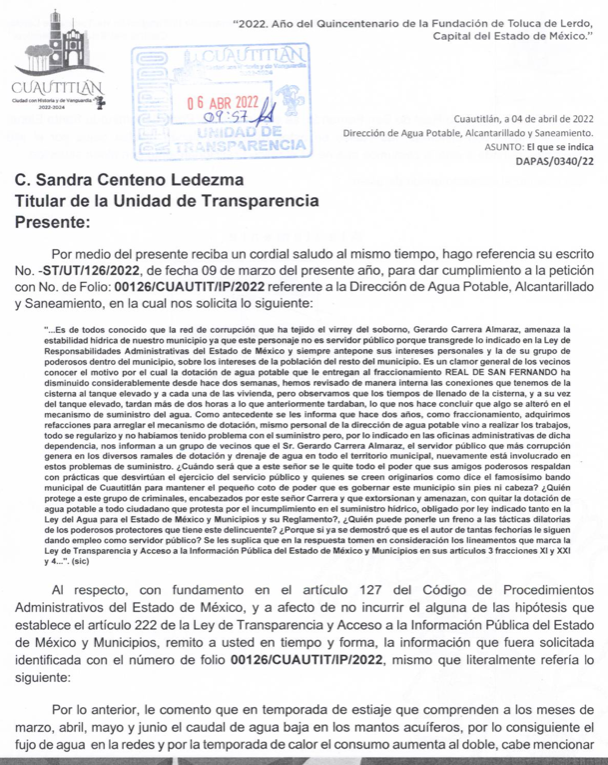 "2022. Año del Quincentenario de la Fundación de Toluca de Lerdo,
Capital del Estado de México."
CUAUTITLÁN
Ciudad con Historia y de Vanguardia
2022-2024
RECIBIDO
CUAUTITLÁN
06 ABR 2022
09:57
UNIDAD DE
TRANSPARENCIA
Cuautitlán, a 04 de abril de 2022
Dirección de Agua Potable, Alcantarillado y Saneamiento.
ASUNTO: El que se indica
DAPAS/0340/22
C. Sandra Centeno Ledezma
Titular de la Unidad de Transparencia
Presente:
Por medio del presente reciba un cordial saludo al mismo tiempo, hago referencia su escrito
No. -ST/UT/126/2022, de fecha 09 de marzo del presente año, para dar cumplimiento a la petición
con No. de Folio: 00126/CUAUTIT/IP/2022 referente a la Dirección de Agua Potable, Alcantarillado
y Saneamiento, en la cual nos solicita lo siguiente:
"...Es de todos conocido que la red de corrupción que ha tejido el virrey del soborno, Gerardo Carrera Almaraz, amenaza la
estabilidad hídrica de nuestro municipio ya que este personaje no es servidor público porque transgrede lo indicado en la Ley de
Responsabilidades Administrativas del Estado de México y siempre antepone sus intereses personales y la de su grupo de
poderosos dentro del municipio, sobre los intereses de la población del resto del municipio. Es un clamor general de los vecinos
conocer el motivo por el cual la dotación de agua potable que le entregan al fraccionamiento REAL DE SAN FERNANDO ha
disminuido considerablemente desde hace dos semanas, hemos revisado de manera interna las conexiones que tenemos de la
cisterna al tanque elevado y a cada una de las vivienda, pero observamos que los tiempos de llenado de la cisterna, y a su vez
del tanque elevado, tardan más de dos horas a lo que anteriormente tardaban, lo que nos hace concluir que algo se alteró en el
mecanismo de suministro del agua. Como antecedente se les informa que hace dos años, como fraccionamiento, adquirimos
refacciones para arreglar el mecanismo de dotación, mismo personal de la dirección de agua potable vino a realizar los trabajos,
todo se regularizo y no habíamos tenido problema con el suministro pero, por lo indicado en las oficinas administrativas de dicha
dependencia, nos informan a un grupo de vecinos que el Sr. Gerardo Carrera Almaraz, el servidor público que más corrupción
genera en los diversos ramales de dotación y drenaje de agua en todo el territorio municipal, nuevamente está involucrado en
estos problemas de suministro. ¿Cuándo será que a este señor se le quite todo el poder que sus amigos poderosos respaldan
con prácticas que desvirtúan el ejercicio del servicio público y quienes se creen originarios como dice el famosísimo bando
municipal de Cuautitlán para mantener el pequeño coto de poder que es gobernar este municipio sin pies ni cabeza? ¿Quién
protege a este grupo de criminales, encabezados por este señor Carrera y que extorsionan y amenazan, con quitar la dotación
de agua potable a todo ciudadano que protesta por el incumplimiento en el suministro hídrico, obligado por ley indicado tanto en la
Ley del Agua para el Estado de México y Municipios y su Reglamento?, ¿Quién puede ponerle un freno a las tácticas dilatorias
de los poderosos protectores que tiene este delincuente? ¿Porque si ya se demostró que es el autor de tantas fechorías le siguen
dando empleo como servidor público? Se les suplica que en la respuesta tomen en consideración los lineamentos que marca la
Ley de Transparencia y Acceso a la Información Pública del Estado de México y Municipios en sus artículos 3 fracciones XI y XXI
y 4...". (sic)
Al respecto, con fundamento en el artículo 127 del Código de Procedimientos
Administrativos del Estado de México, y a afecto de no incurrir el alguna de las hipótesis que
establece el artículo 222 de la Ley de Transparencia y Acceso a la Información Pública del Estado
de México y Municipios, remito a usted en tiempo y forma, la información que fuera solicitada
identificada con el número de folio 00126/CUAUTIT/IP/2022, mismo que literalmente refería lo
siguiente:
Por lo anterior, le comento que en temporada de estiaje que comprenden a los meses de
marzo, abril, mayo y junio el caudal de agua baja en los mantos acuíferos, por lo consiguiente el
fujo de agua en la redes y por la temporada de calor el consumo aumenta al doble, cabe mencionar